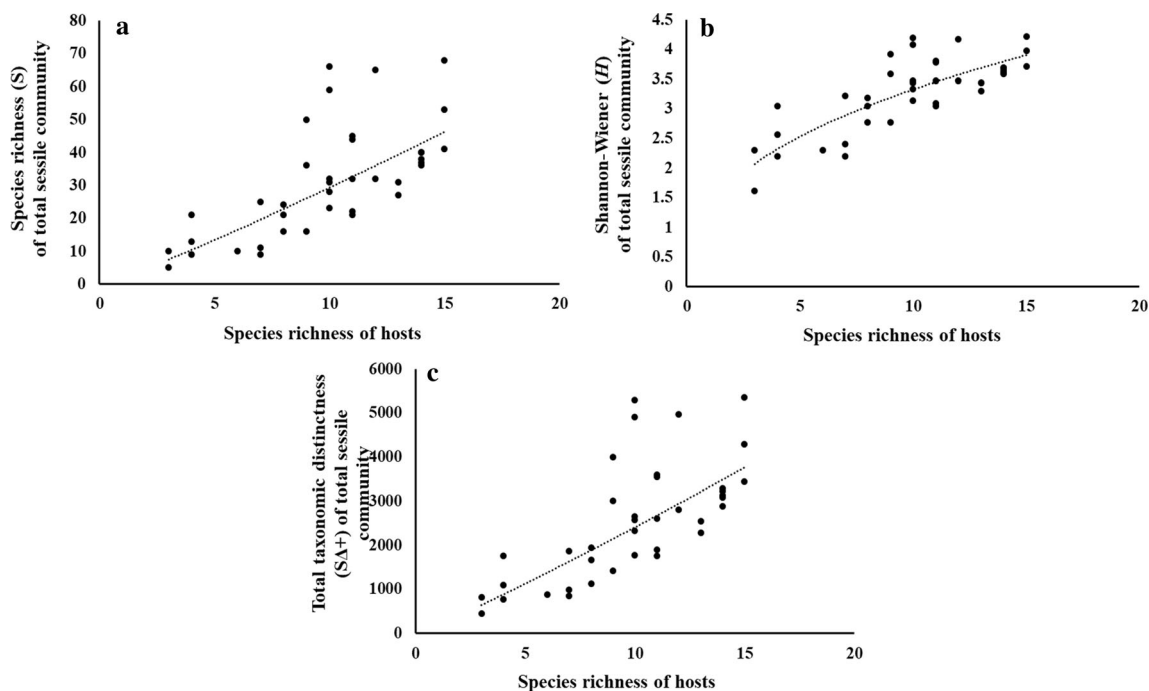 a
80
70
60
50
40
30
20
10
0
0 5 10 15 20
Species richness (S)
of total sessile community
Species richness of hosts
b
4.5
4
3.5
3
2.5
2
1.5
1
0.5
0
0 5 10 15 20
Shannon-Wiener (H)
of total sessile community
Species richness of hosts
c
6000
5000
4000
3000
2000
1000
0
0 5 10 15 20
Total taxonomic distinctness
(SΔ+) of total sessile
community
Species richness of hosts